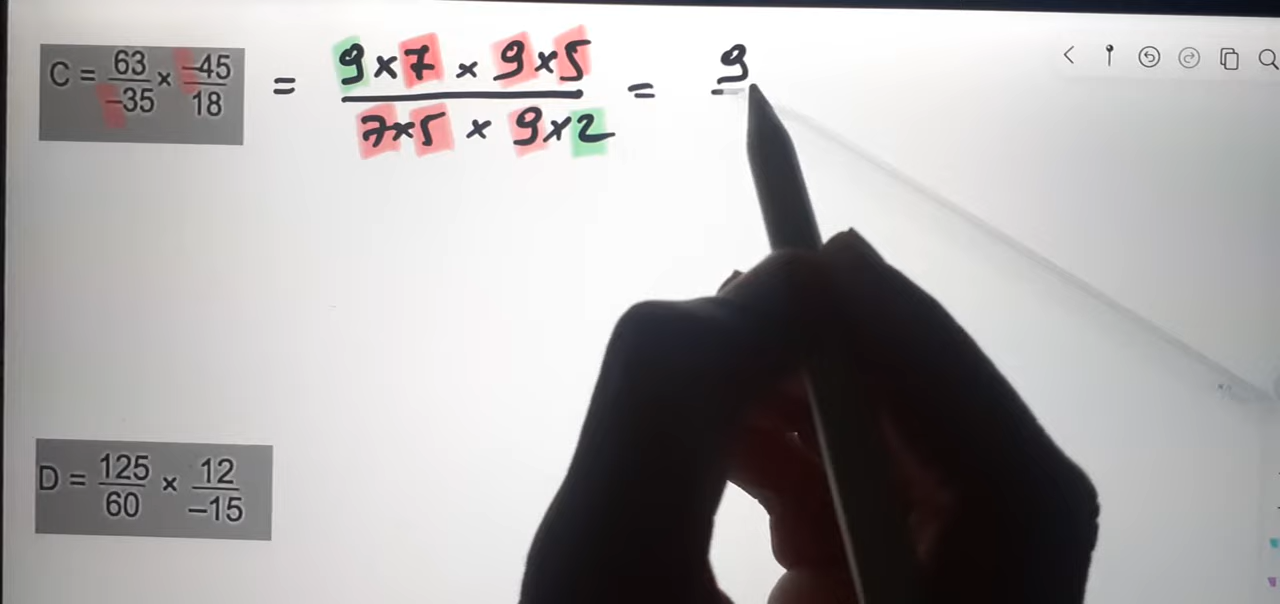 C = 63/–35 × –45/18 = 9×7 × 9×5 / 7×5 × 9×2 = 9
D = 125/60 × 12/–15